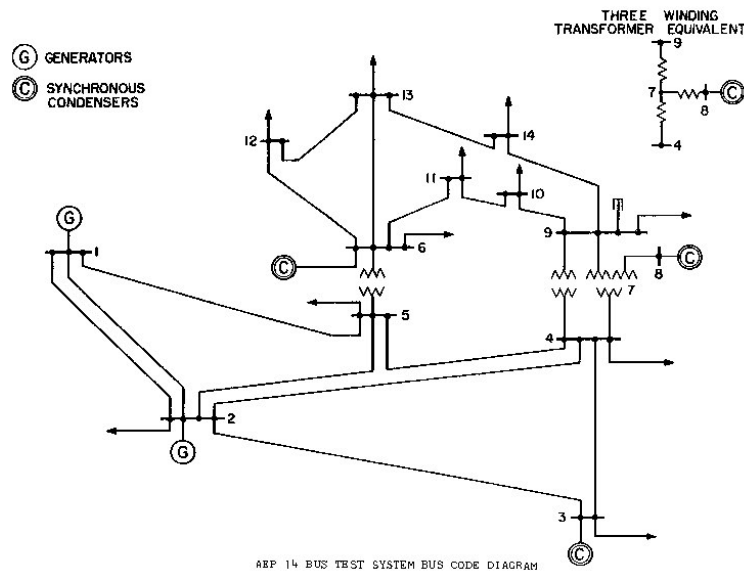 THREE WINDING
TRANSFORMER EQUIVALENT
9
G GENERATORS
C SYNCHRONOUS
CONDENSERS
7
C
8
4
13
14
12
11
10
G
1
6
9
C
C
8
7
5
4
2
G
3
C
AEP 14 BUS TEST SYSTEM BUS CODE DIAGRAM